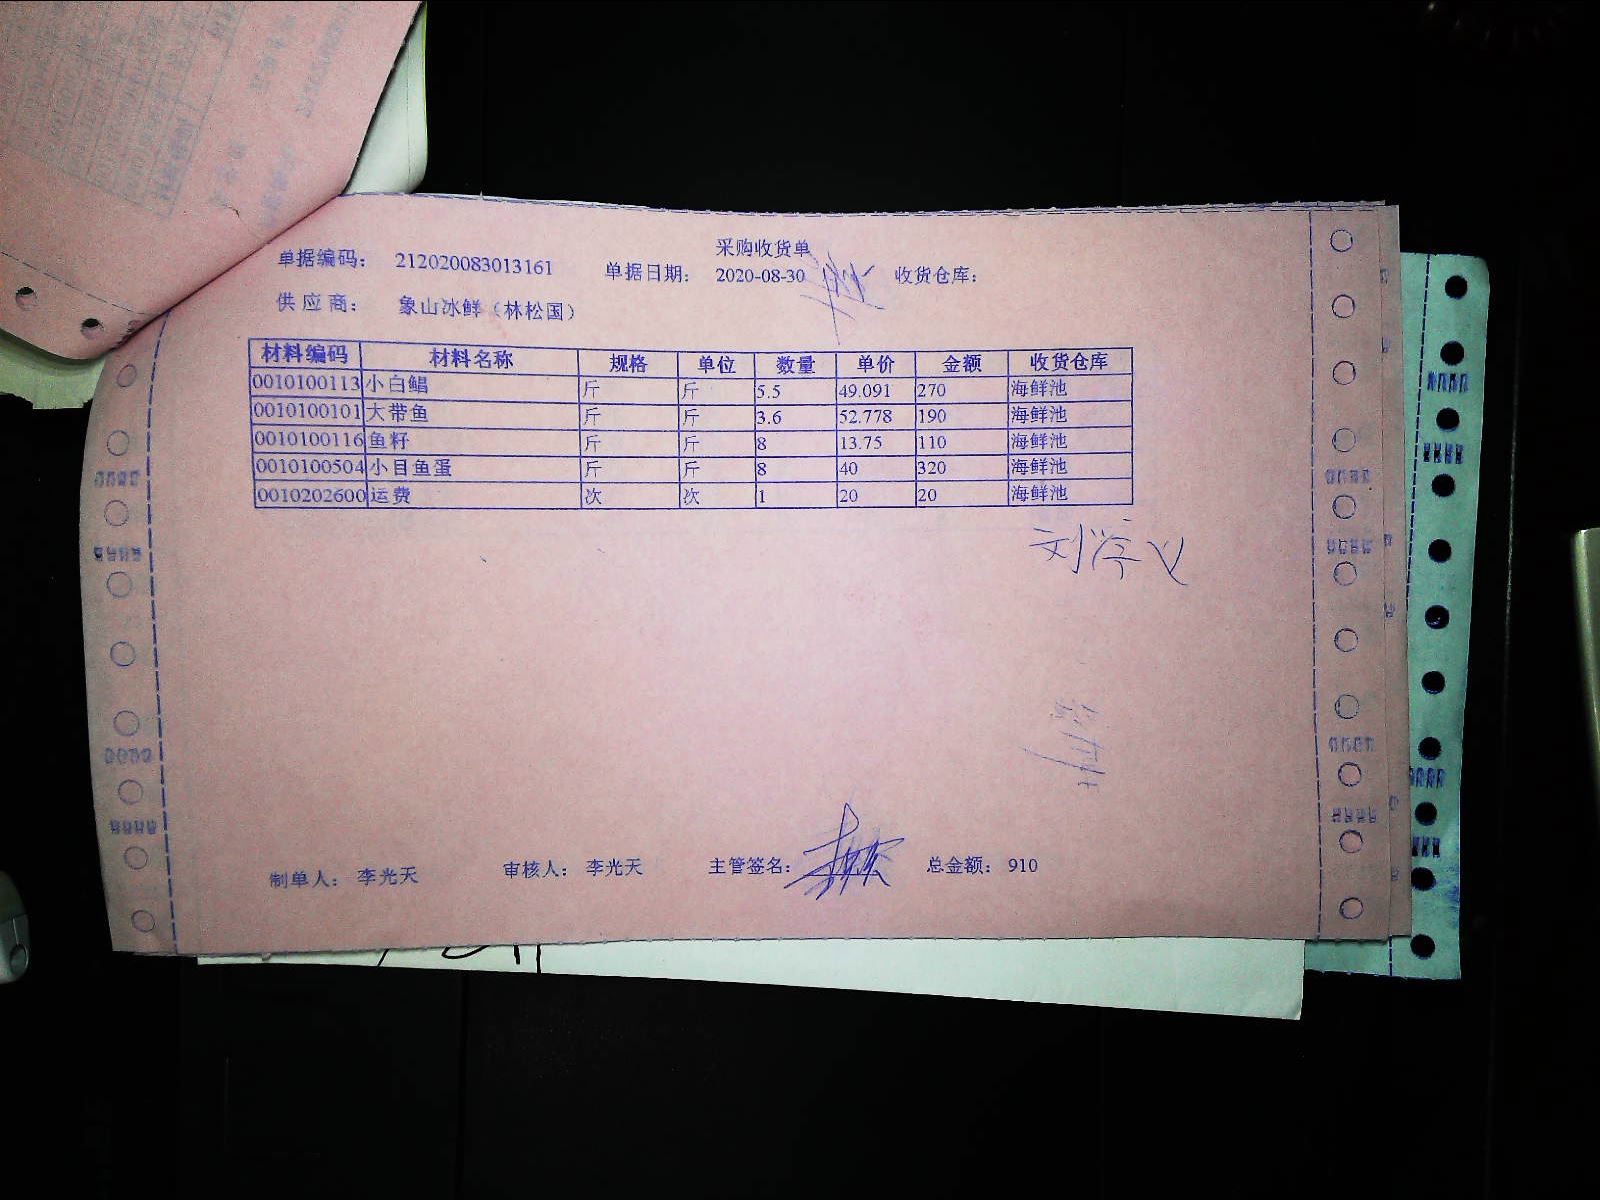 采购收货单
单据编码: 212020083013161 单据日期: 2020-08-30 收货仓库:
供应商: 象山冰鲜（林松国）
材料编码 材料名称 规格 单位 数量 单价 金额 收货仓库
0010100113 小白鲳 斤 斤 5.5 49.091 270 海鲜池
0010100101 大带鱼 斤 斤 3.6 52.778 190 海鲜池
0010100116 鱼籽 斤 斤 8 13.75 110 海鲜池
0010100504 小目鱼蛋 斤 斤 8 40 320 海鲜池
0010202600 运费 次 次 1 20 20 海鲜池
制单人: 李光天 审核人: 李光天 主管签名: 总金额: 910